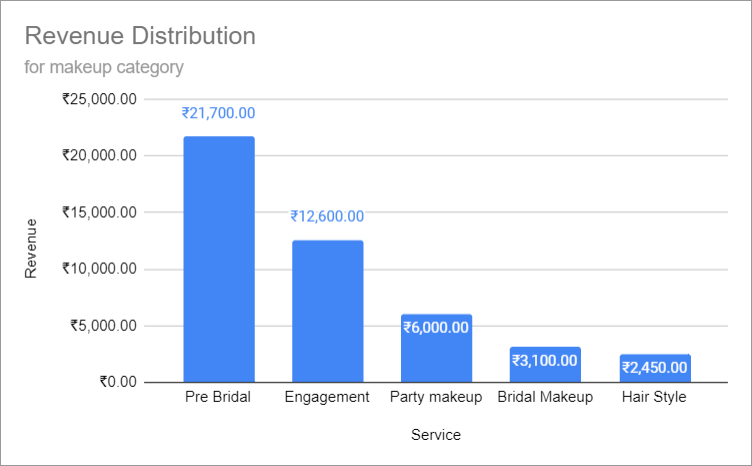 Revenue Distribution
for makeup category
₹25,000.00
₹20,000.00
₹15,000.00
₹10,000.00
₹5,000.00
₹0.00
Revenue
₹21,700.00
₹12,600.00
₹6,000.00
₹3,100.00
₹2,450.00
Pre Bridal Engagement Party makeup Bridal Makeup Hair Style
Service